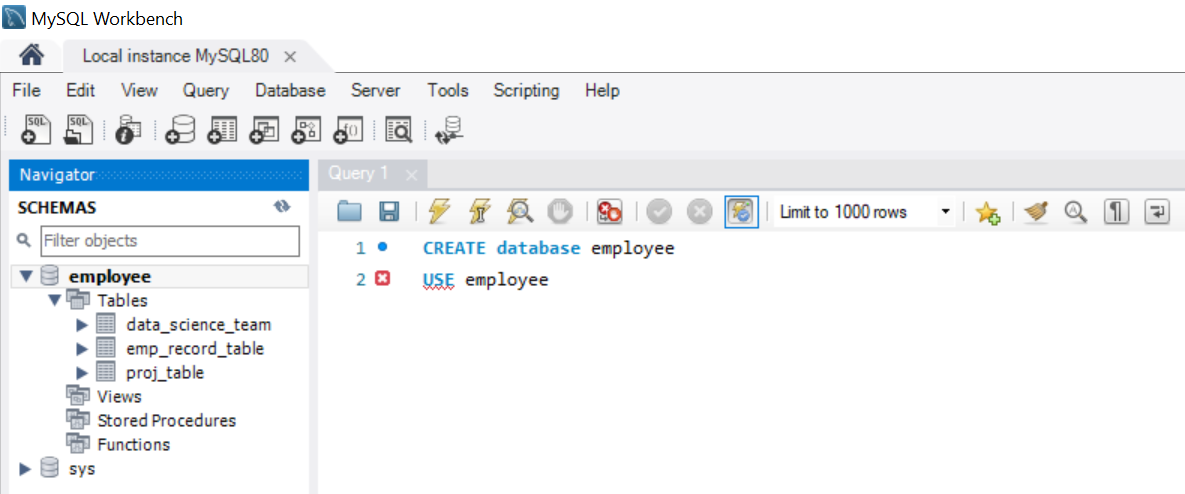 MySQL Workbench
Local instance MySQL80
File Edit View Query Database Server Tools Scripting Help
SQL SQL
Navigator
SCHEMAS
Filter objects
employee
Tables
data_science_team
emp_record_table
proj_table
Views
Stored Procedures
Functions
sys
Query 1
Limit to 1000 rows
1 CREATE database employee
2 USE employee